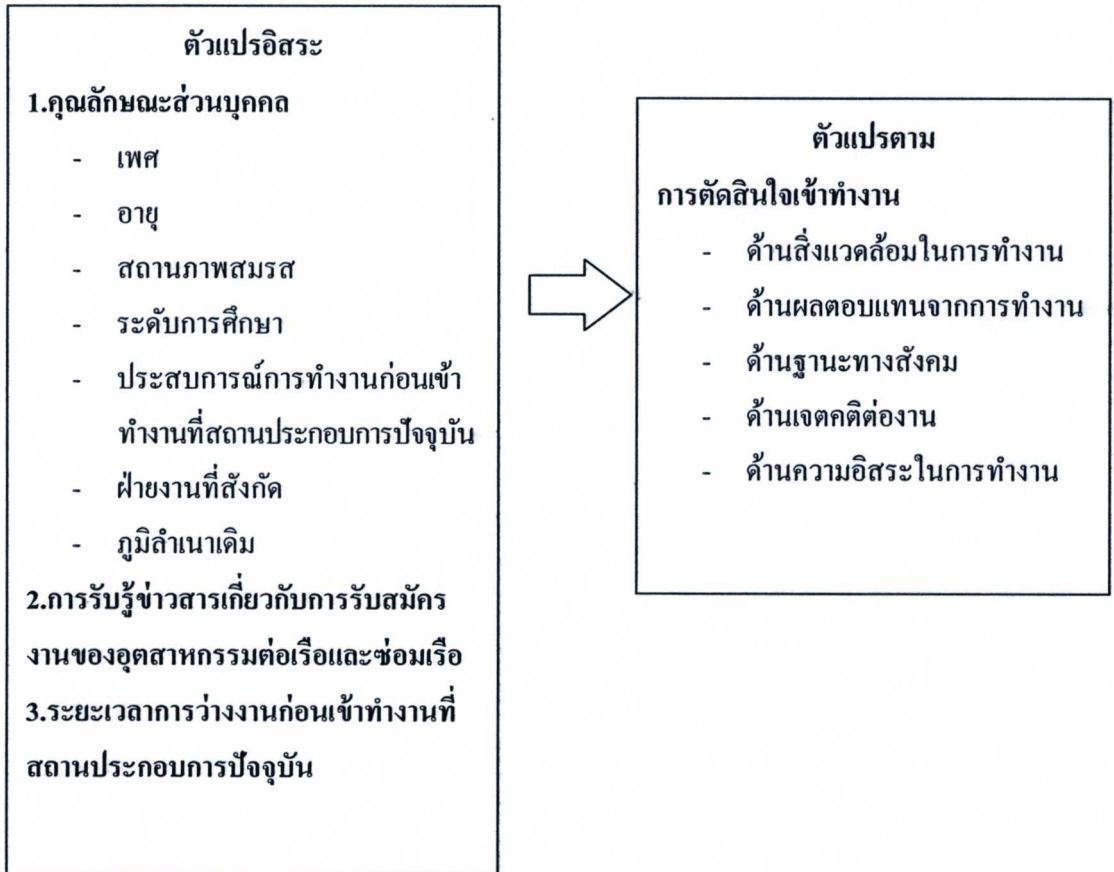 ตัวแปรอิสระ
1.คุณลักษณะส่วนบุคคล
- เพศ
- อายุ
- สถานภาพสมรส
- ระดับการศึกษา
- ประสบการณ์การทำงานก่อนเข้า
ทำงานที่สถานประกอบการปัจจุบัน
- ฝ่ายงานที่สังกัด
- ภูมิลำเนาเดิม
2.การรับรู้ข่าวสารเกี่ยวกับการรับสมัคร
งานของอุตสาหกรรมต่อเรือและซ่อมเรือ
3.ระยะเวลาการว่างงานก่อนเข้าทำงานที่
สถานประกอบการปัจจุบัน
ตัวแปรตาม
การตัดสินใจเข้าทำงาน
- ด้านสิ่งแวดล้อมในการทำงาน
- ด้านผลตอบแทนจากการทำงาน
- ด้านฐานะทางสังคม
- ด้านเจตคติต่องาน
- ด้านความอิสระในการทำงาน